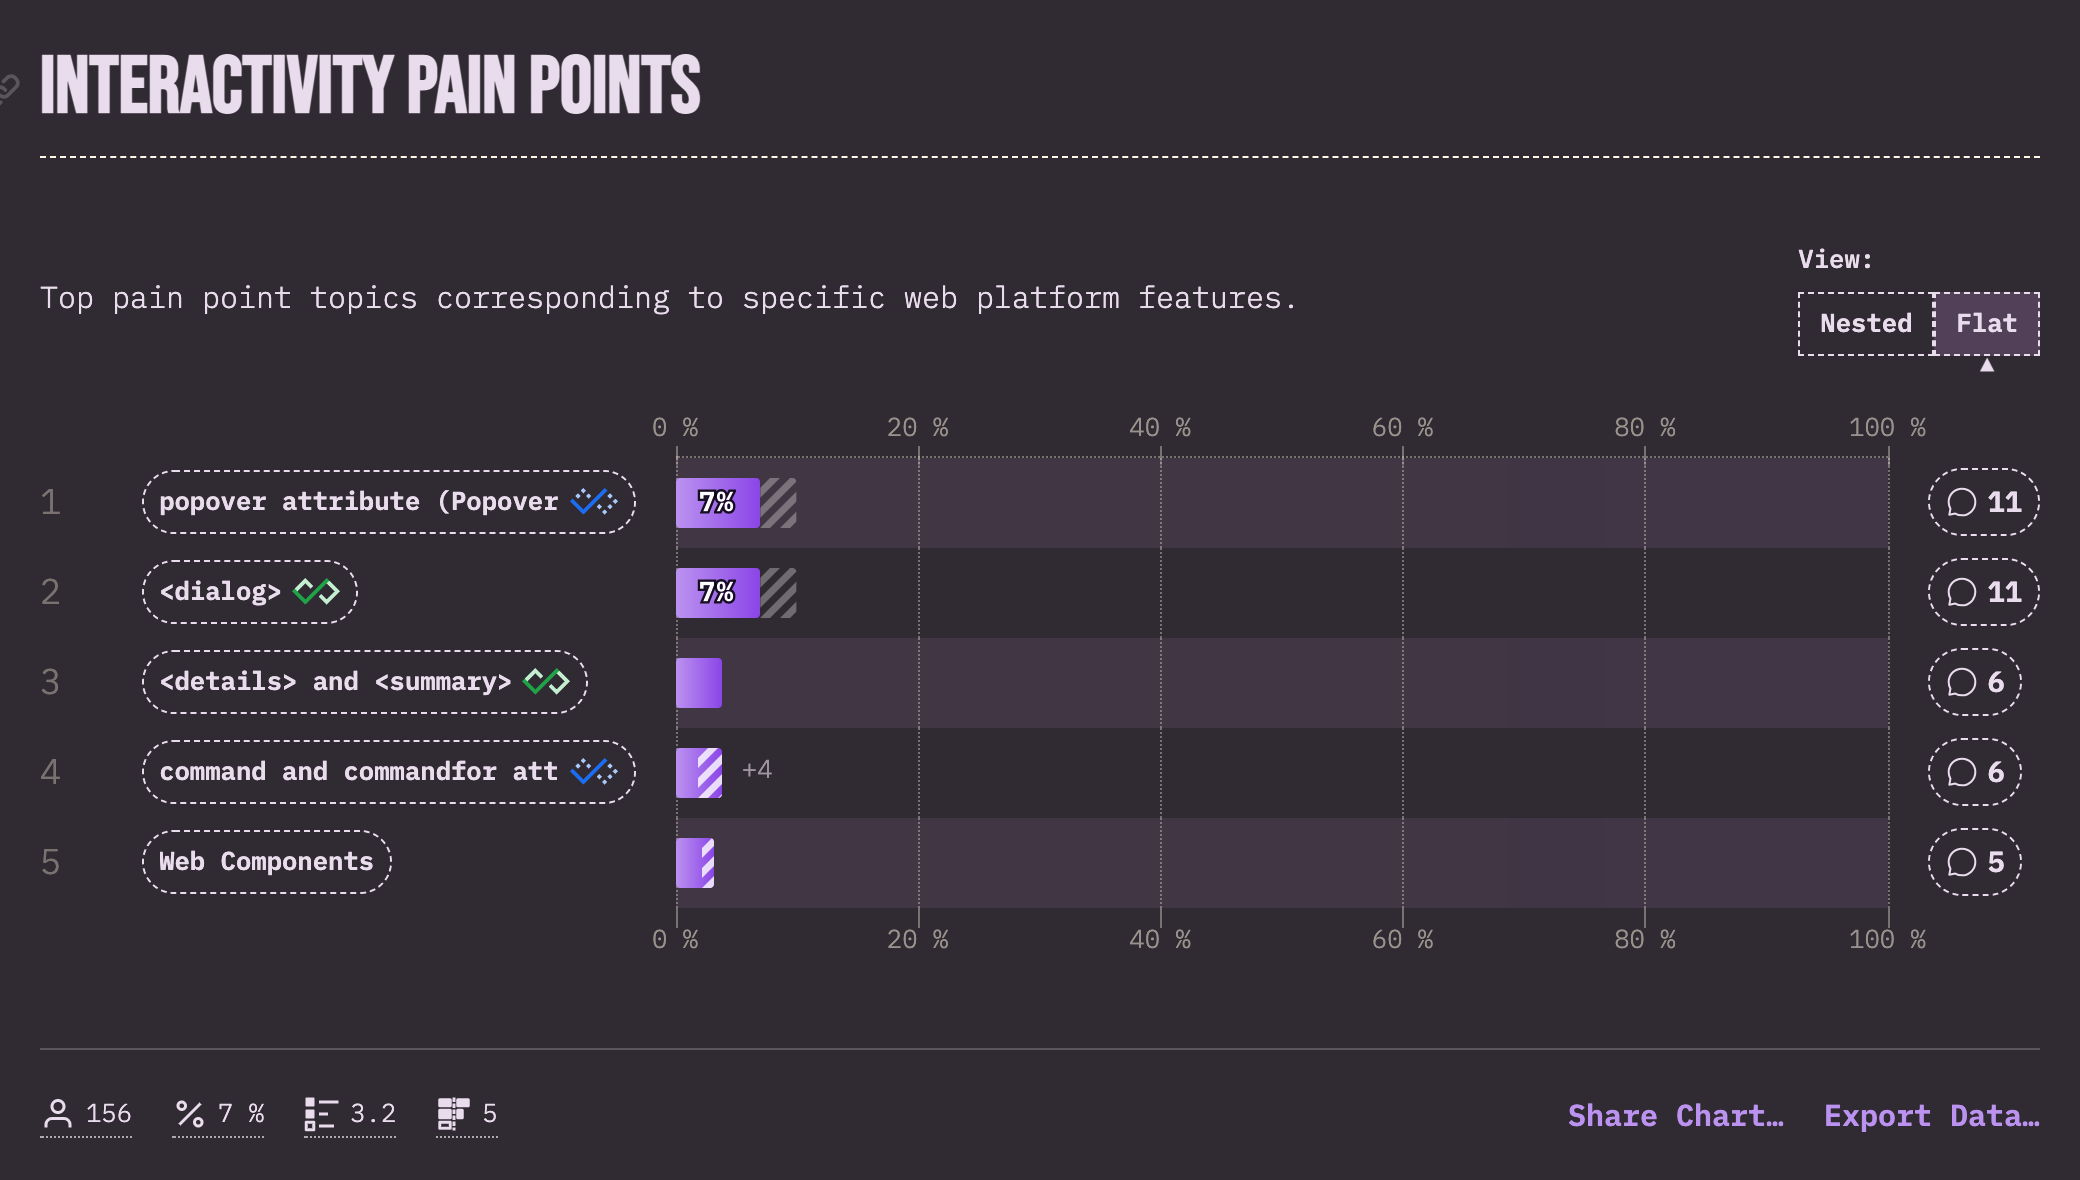 INTERACTIVITY PAIN POINTS
Top pain point topics corresponding to specific web platform features.
View:
Nested Flat
0 % 20 % 40 % 60 % 80 % 100 %
1 popover attribute (Popover 7% 11
2 <dialog> 7% 11
3 <details> and <summary> 6
4 command and commandfor att +4 6
5 Web Components 5
0 % 20 % 40 % 60 % 80 % 100 %
156 7 % 3.2 5 Share Chart… Export Data…